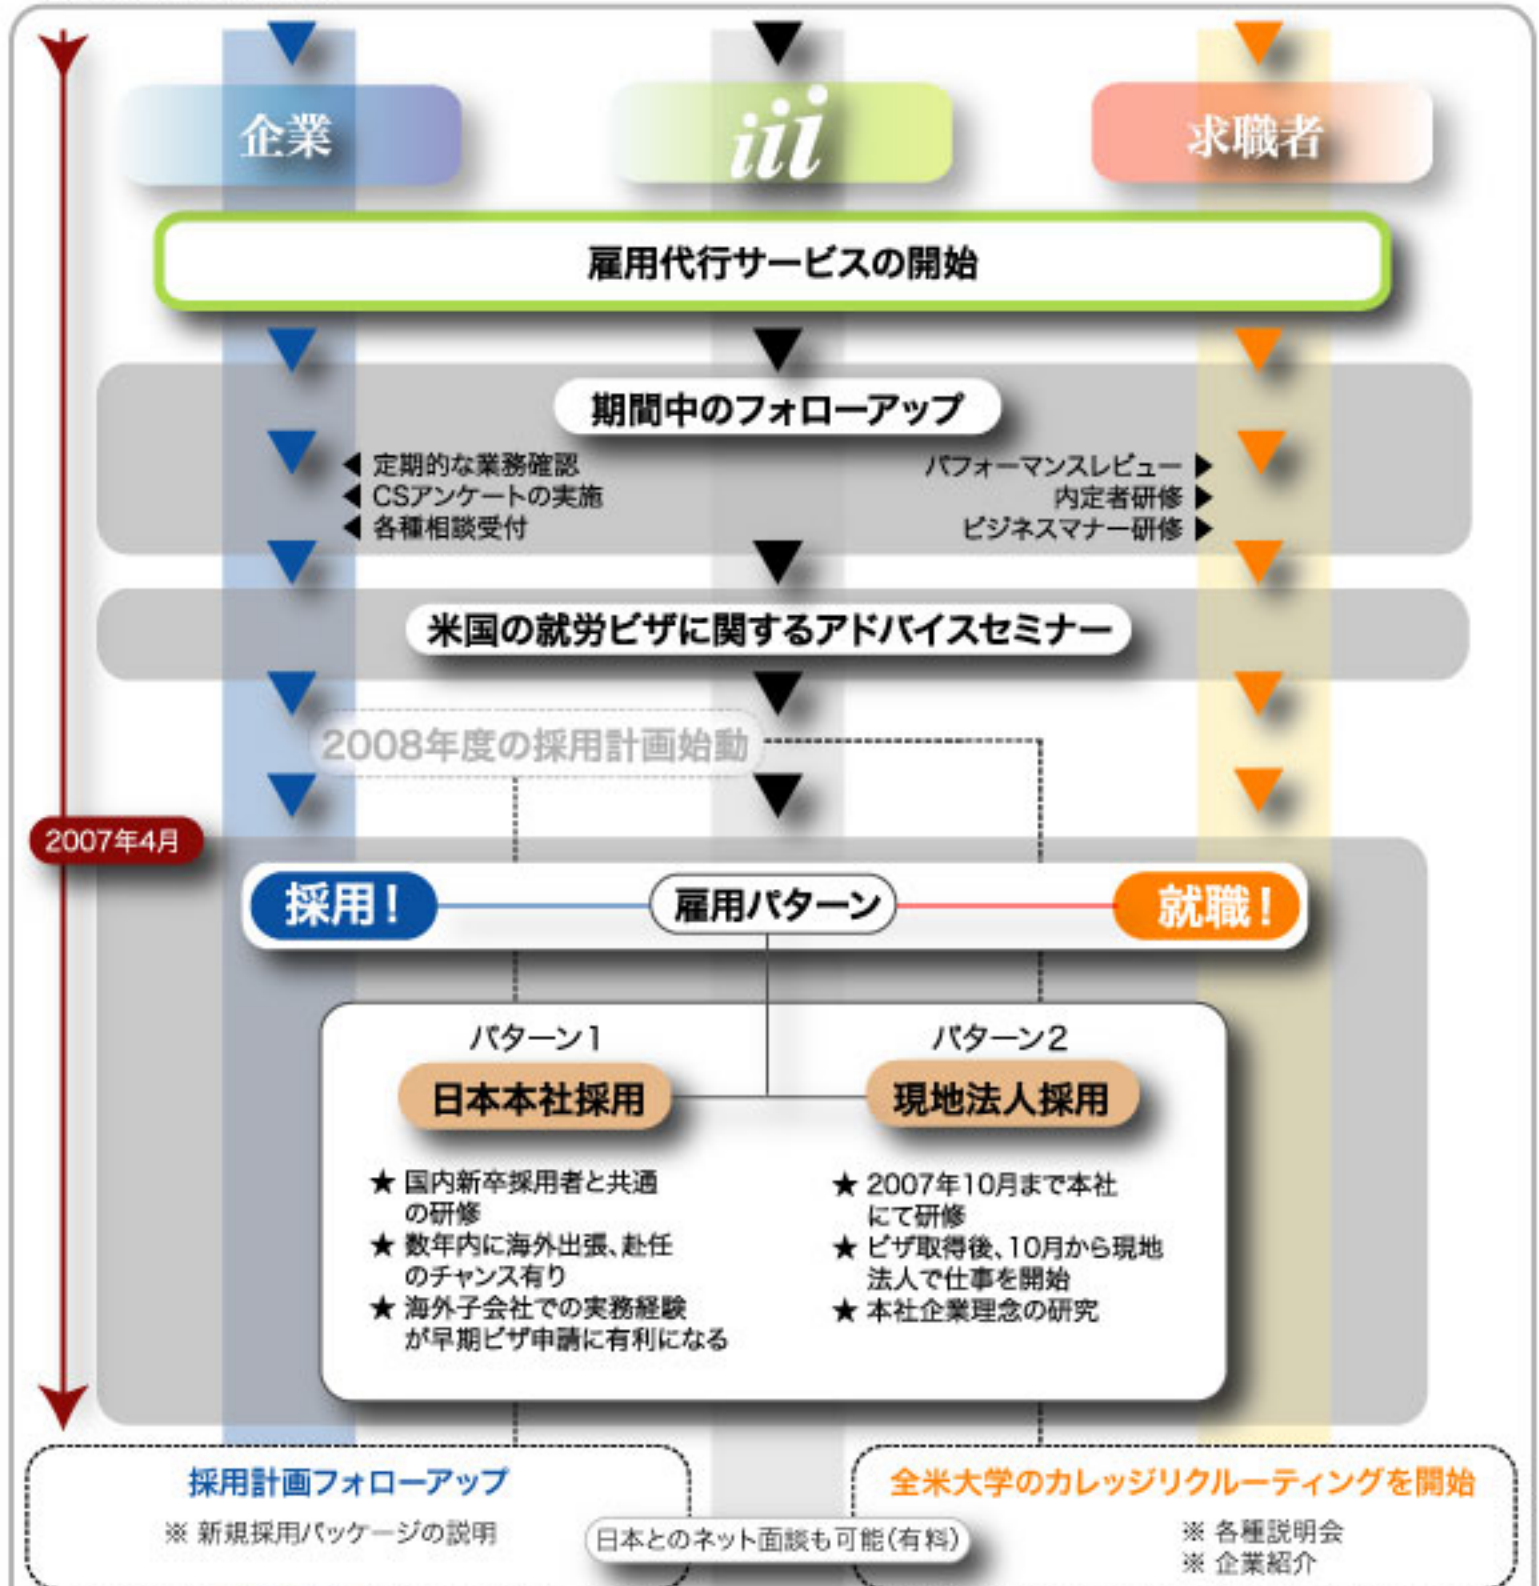 企業
iii
求職者
雇用代行サービスの開始
期間中のフォローアップ
定期的な業務確認
CSアンケートの実施
各種相談受付
パフォーマンスレビュー
内定者研修
ビジネスマナー研修
米国の就労ビザに関するアドバイスセミナー
2008年度の採用計画始動
2007年4月
採用!
雇用パターン
就職!
パターン1
日本本社採用
★ 国内新卒採用者と共通
の研修
★ 数年内に海外出張、赴任
のチャンス有り
★ 海外子会社での実務経験
が早期ビザ申請に有利になる
パターン2
現地法人採用
★ 2007年10月まで本社
にて研修
★ ビザ取得後、10月から現地
法人で仕事を開始
★ 本社企業理念の研究
採用計画フォローアップ
※ 新規採用パッケージの説明
日本とのネット面談も可能(有料)
全米大学のカレッジリクルーティングを開始
※ 各種説明会
※ 企業紹介